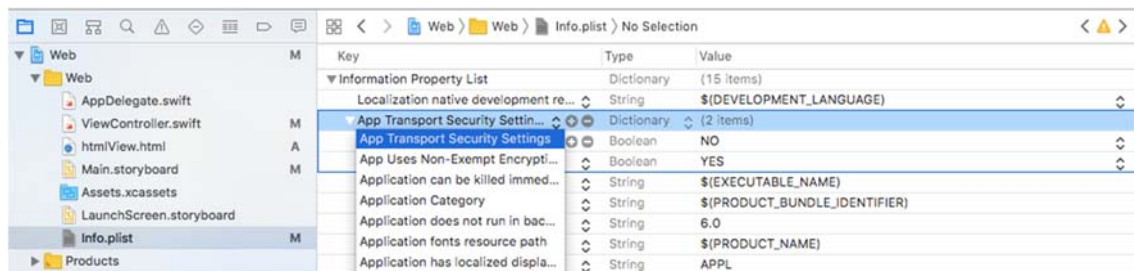 Web 〉 Web 〉 Info.plist 〉 No Selection
Web M
Key Type Value
Web
Information Property List Dictionary (15 items)
AppDelegate.swift
Localization native development re... String $(DEVELOPMENT_LANGUAGE)
ViewController.swift M
App Transport Security Settin... Dictionary (2 items)
htmlView.html A
App Transport Security Settings Boolean NO
Main.storyboard M
App Uses Non-Exempt Encrypti... Boolean YES
Assets.xcassets
Application can be killed immed... String $(EXECUTABLE_NAME)
LaunchScreen.storyboard
Application Category String $(PRODUCT_BUNDLE_IDENTIFIER)
Application does not run in bac... String 6.0
Info.plist M
Application fonts resource path String $(PRODUCT_NAME)
Products
Application has localized displa... String APPL